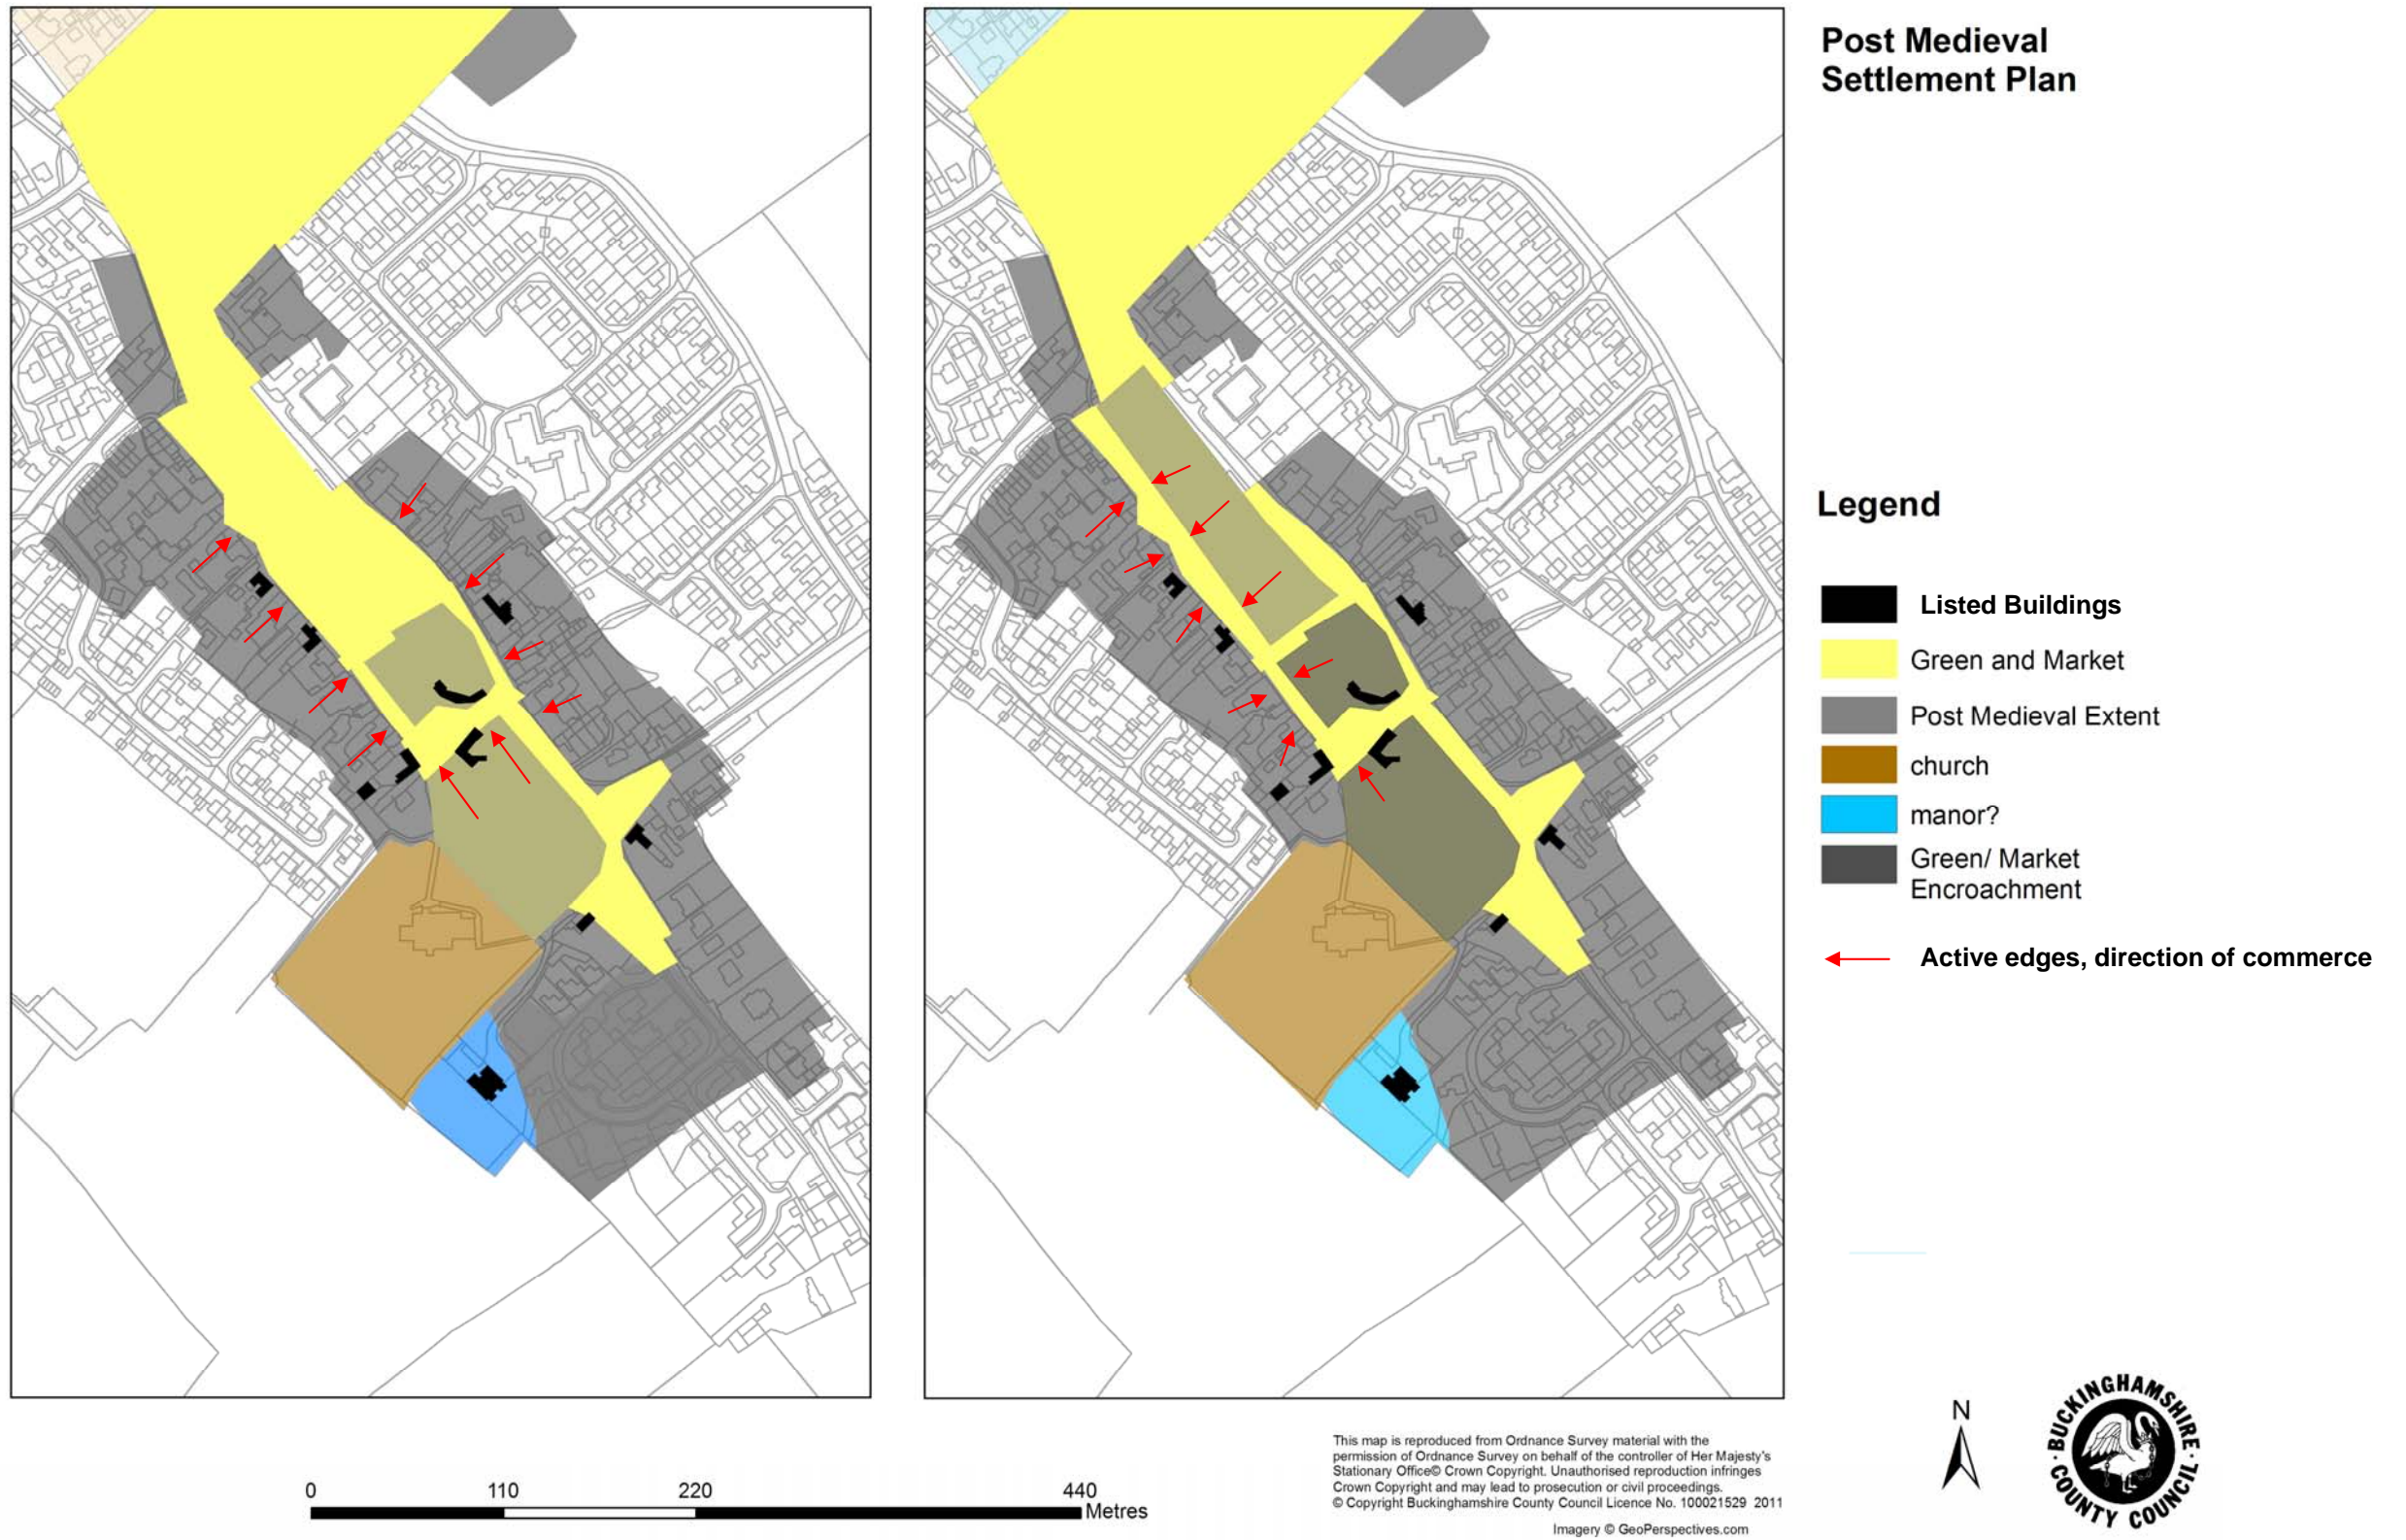 Post Medieval
Settlement Plan
Legend
Listed Buildings
Green and Market
Post Medieval Extent
church
manor?
Green/ Market
Encroachment
Active edges, direction of commerce
0 110 220 440
Metres
This map is reproduced from Ordnance Survey material with the
permission of Ordnance Survey on behalf of the controller of Her Majesty's
Stationary Office© Crown Copyright. Unauthorised reproduction infringes
Crown Copyright and may lead to prosecution or civil proceedings.
© Copyright Buckinghamshire County Council Licence No. 100021529 2011
Imagery © GeoPerspectives.com
N
· BUCKINGHAMSHIRE ·
COUNTY COUNCIL